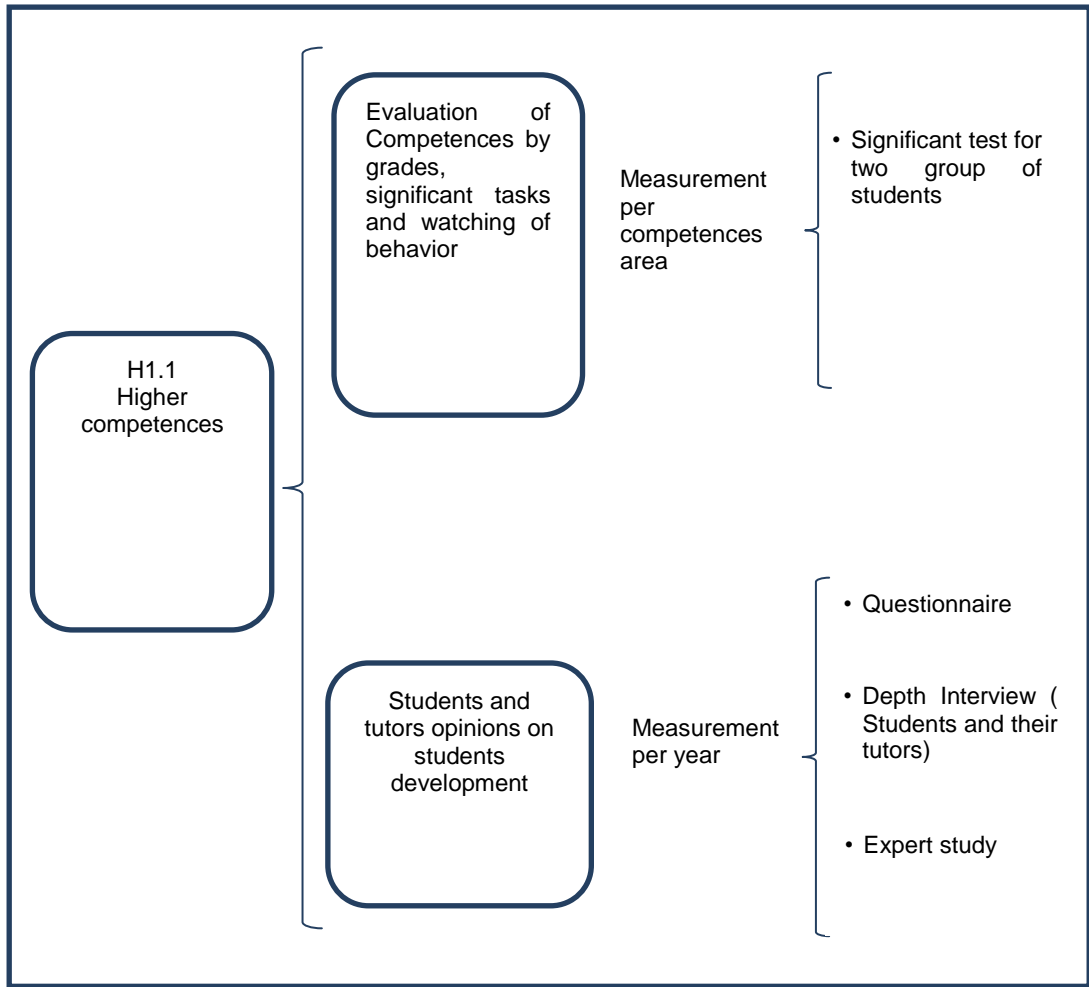 Evaluation of
Competences by
grades,
significant tasks
and watching of
behavior
Measurement
per
competences
area
• Significant test for
two group of
students
H1.1
Higher
competences
Students and
tutors opinions on
students
development
Measurement
per year
• Questionnaire
• Depth Interview (
Students and their
tutors)
• Expert study